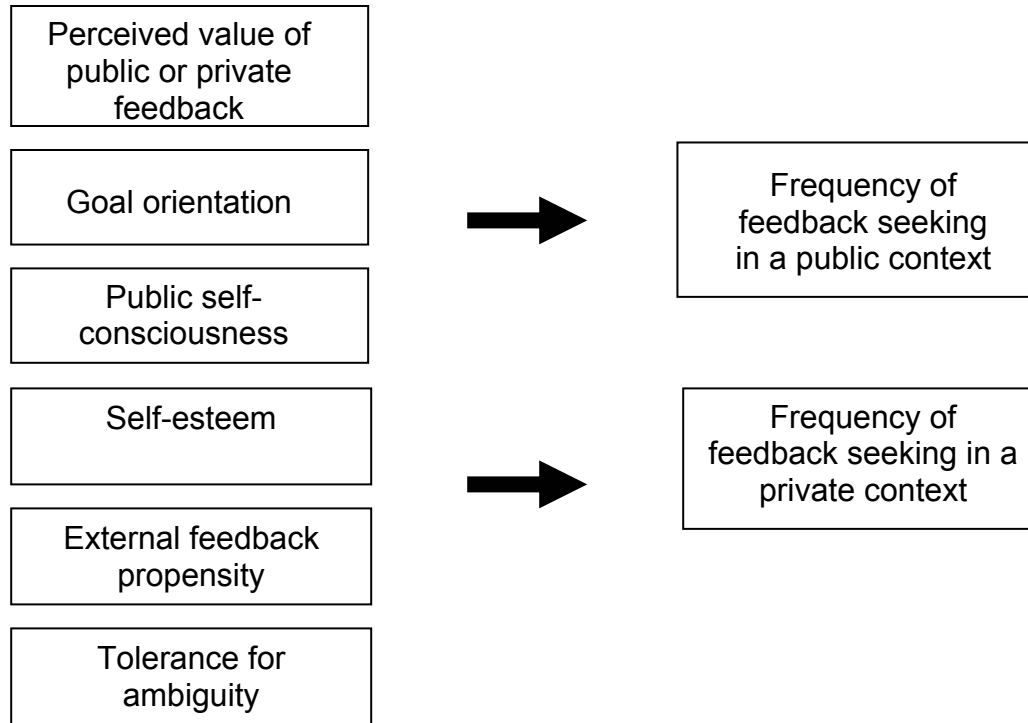 Perceived value of
public or private
feedback
Goal orientation
Public self-
consciousness
Self-esteem
External feedback
propensity
Tolerance for
ambiguity
Frequency of
feedback seeking
in a public context
Frequency of
feedback seeking in a
private context